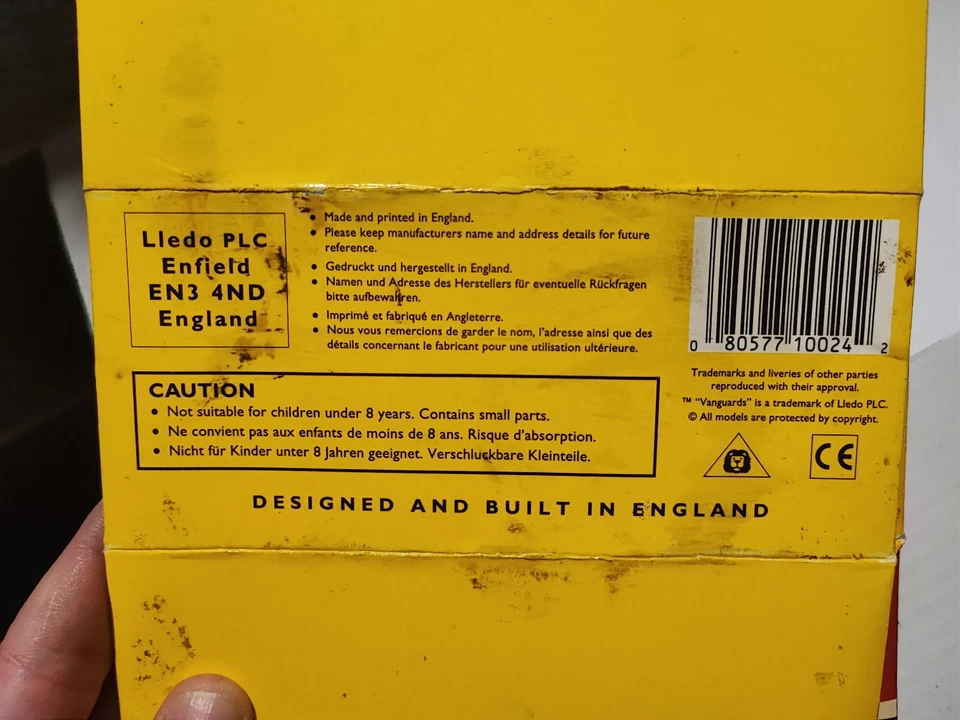 Lledo PLC
Enfield
EN3 4ND
England
• Made and printed in England.
• Please keep manufacturers name and address details for future
reference.
• Gedruckt und hergestellt in England.
• Namen und Adresse des Herstellers für eventuelle Rückfragen
bitte aufbewahren.
• Imprimé et fabriqué en Angleterre.
• Nous vous remercions de garder le nom, l'adresse ainsi que des
détails concernant le fabricant pour une utilisation ultérieure.
0 80577 10024 2
Trademarks and liveries of other parties
reproduced with their approval.
™ "Vanguards" is a trademark of Lledo PLC.
© All models are protected by copyright.
CE
CAUTION
• Not suitable for children under 8 years. Contains small parts.
• Ne convient pas aux enfants de moins de 8 ans. Risque d'absorption.
• Nicht für Kinder unter 8 Jahren geeignet. Verschluckbare Kleinteile.
DESIGNED AND BUILT IN ENGLAND